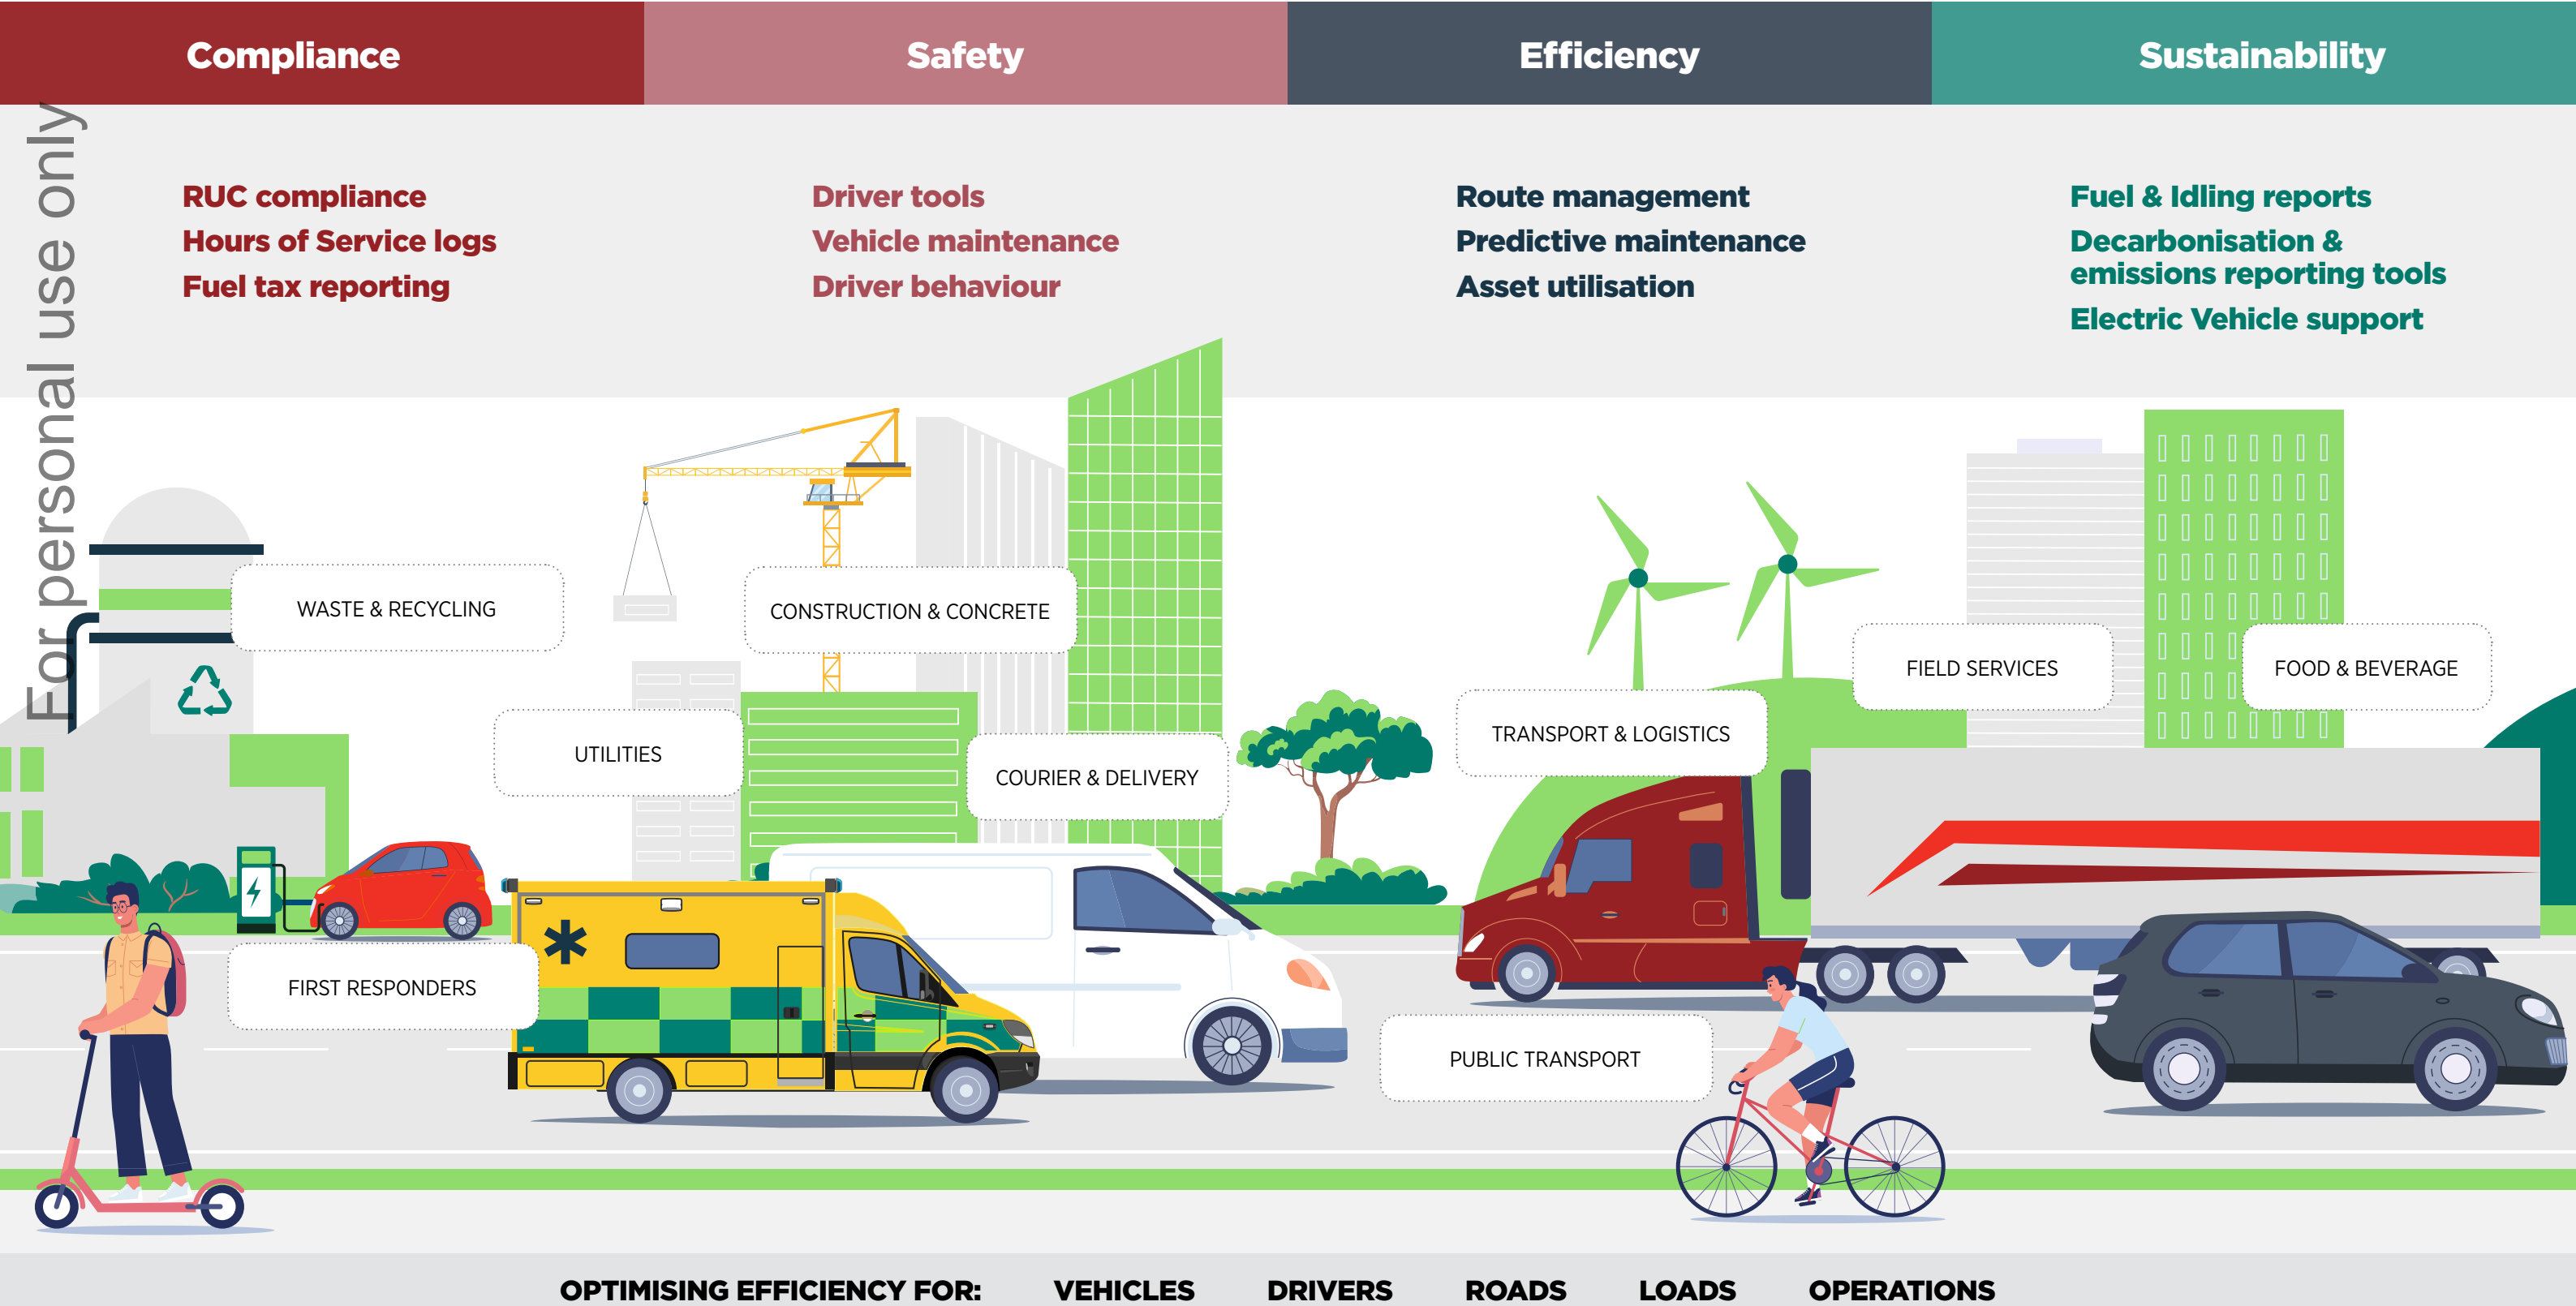 Compliance
Safety
Efficiency
Sustainability
For personal use only
RUC compliance
Hours of Service logs
Fuel tax reporting
Driver tools
Vehicle maintenance
Driver behaviour
Route management
Predictive maintenance
Asset utilisation
Fuel & Idling reports
Decarbonisation &
emissions reporting tools
Electric Vehicle support
WASTE & RECYCLING
CONSTRUCTION & CONCRETE
UTILITIES
COURIER & DELIVERY
TRANSPORT & LOGISTICS
FIELD SERVICES
FOOD & BEVERAGE
FIRST RESPONDERS
PUBLIC TRANSPORT
OPTIMISING EFFICIENCY FOR: VEHICLES DRIVERS ROADS LOADS OPERATIONS